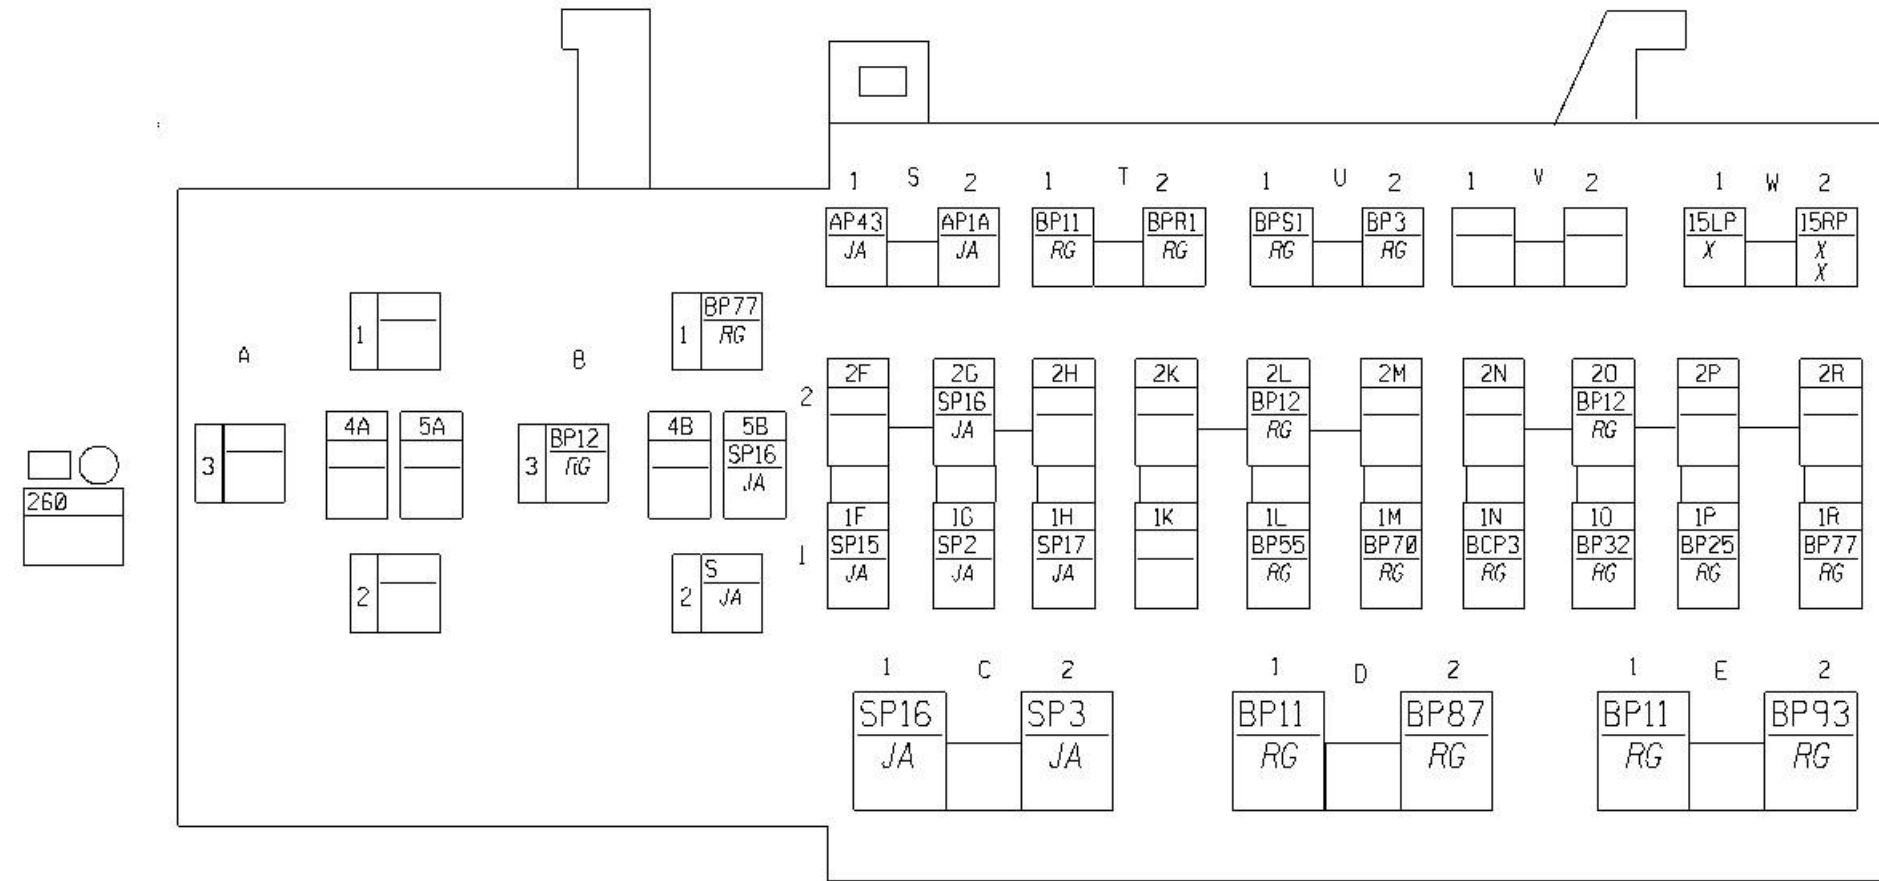 1 S 2 1 T 2 1 U 2 1 V 2 1 W 2
AP43 AP1A BP11 BPR1 BPS1 BP3 15LP 15RP
JA JA RG RG RG RG X X
X
BP77
1 1 RG
A B
2F 2G 2H 2K 2L 2M 2N 2O 2P 2R
2 SP16 BP12 BP12
JA RG RG
4A 5A BP12 4B 5B
3 3 RG SP16
JA
260
1F 1G 1H 1K 1L 1M 1N 1O 1P 1R
1 SP15 SP2 SP17 BP55 BP70 BCP3 BP32 BP25 BP77
JA JA JA RG RG RG RG RG RG
S
2 2 JA
1 C 2 1 D 2 1 E 2
SP16 SP3 BP11 BP87 BP11 BP93
JA JA RG RG RG RG